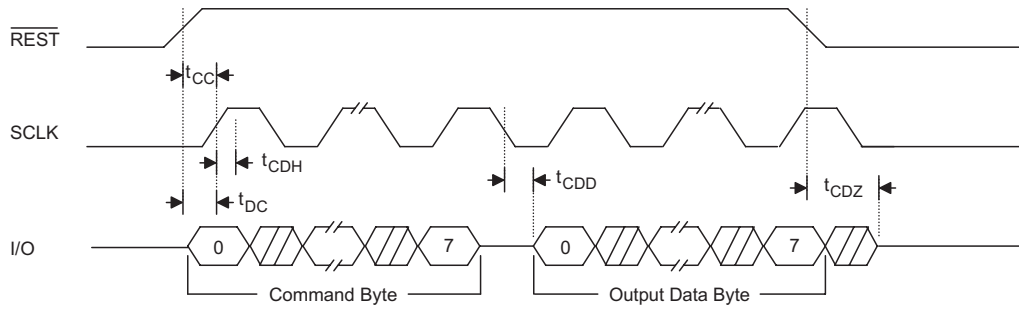 REST
tCC
SCLK
tCDH
tCDD
tCDZ
tDC
I/O
0
7
0
7
Command Byte
Output Data Byte